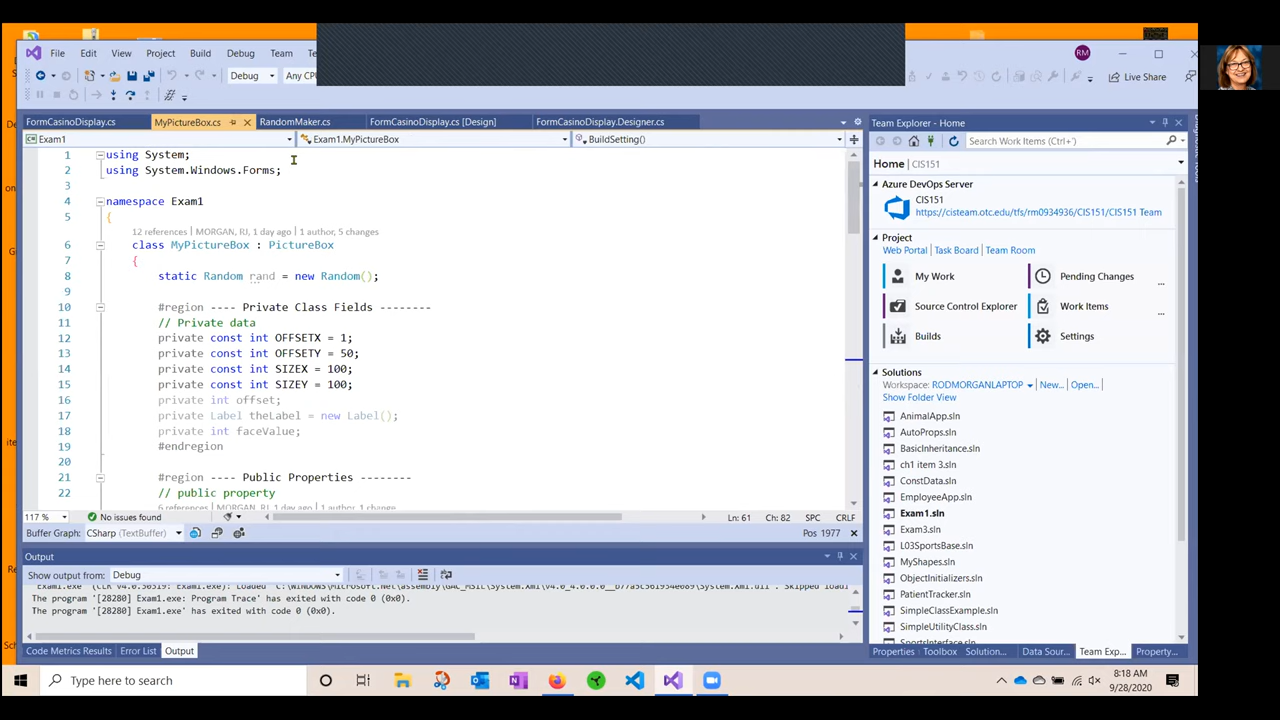 File Edit View Project Build Debug Team
RM
Debug Any CPU
Live Share
FormCasinoDisplay.cs MyPictureBox.cs RandomMaker.cs FormCasinoDisplay.cs [Design] FormCasinoDisplay.Designer.cs
Exam1 Exam1.MyPictureBox BuildSetting()
1 using System;
2 using System.Windows.Forms;
3
4 namespace Exam1
5 {
12 references | MORGAN, RJ, 1 day ago | 1 author, 5 changes
6 class MyPictureBox : PictureBox
7 {
8 static Random rand = new Random();
9
10 #region ---- Private Class Fields --------
11 // Private data
12 private const int OFFSETX = 1;
13 private const int OFFSETY = 50;
14 private const int SIZEX = 100;
15 private const int SIZEY = 100;
16 private int offset;
17 private Label theLabel = new Label();
18 private int faceValue;
19 #endregion
20
21 #region ---- Public Properties --------
22 // public property
6 references | MORGAN, RJ, 1 day ago | 1 author, 1 change
117 % No issues found Ln: 61 Ch: 82 SPC CRLF
Buffer Graph: CSharp (TextBuffer) Pos 1977
Output
Show output from: Debug
The program '[28280] Exam1.exe: Program Trace' has exited with code 0 (0x0).
The program '[28280] Exam1.exe' has exited with code 0 (0x0).
Code Metrics Results Error List Output
Team Explorer - Home
Search Work Items (Ctrl+')
Home | CIS151
Azure DevOps Server
CIS151
https://cisteam.otc.edu/tfs/rm0934936/CIS151/CIS151 Team
Project
Web Portal | Task Board | Team Room
My Work Pending Changes ...
Source Control Explorer Work Items ...
Builds Settings
Solutions
Workspace: RODMORGANLAPTOP New... Open...
Show Folder View
AnimalApp.sln
AutoProps.sln
BasicInheritance.sln
ch1 item 3.sln
ConstData.sln
EmployeeApp.sln
Exam1.sln
Exam3.sln
L03SportsBase.sln
MyShapes.sln
ObjectInitializers.sln
PatientTracker.sln
SimpleClassExample.sln
SimpleUtilityClass.sln
SportsInterface.sln
Properties Toolbox Solution... Data Sour... Team Exp... Property...
Type here to search
8:18 AM
9/28/2020